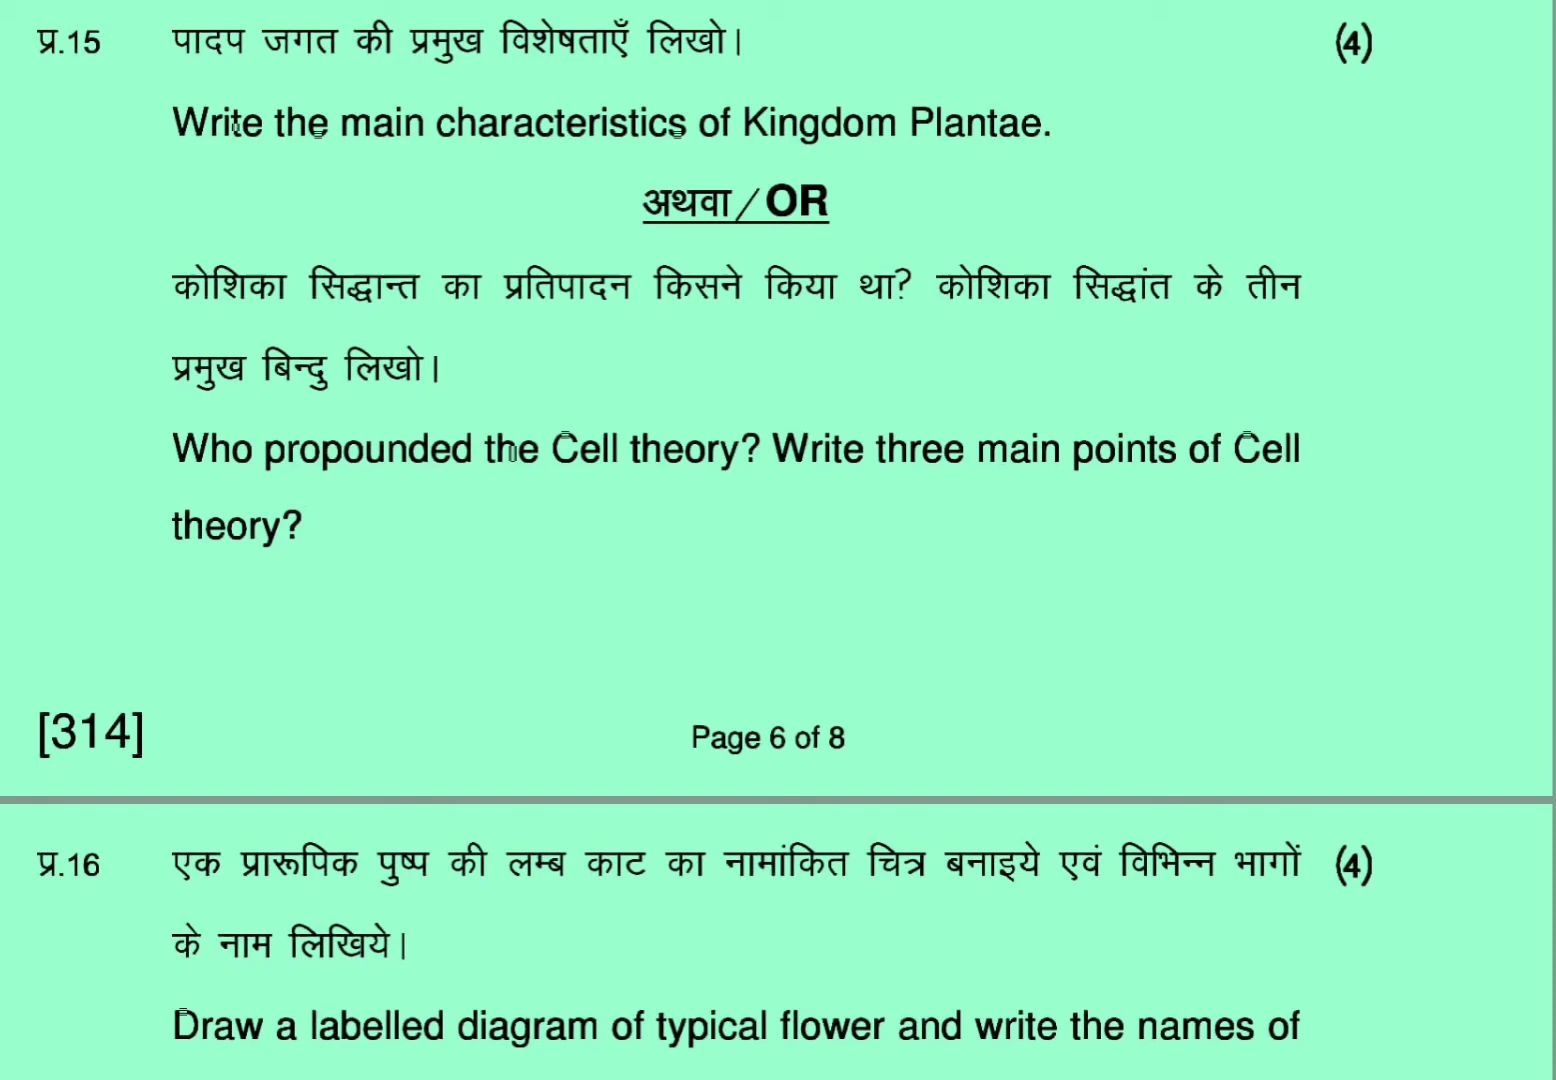 प्र.15 पादप जगत की प्रमुख विशेषताएँ लिखो। (4)
Write the main characteristics of Kingdom Plantae.
अथवा/OR
कोशिका सिद्धान्त का प्रतिपादन किसने किया था? कोशिका सिद्धांत के तीन
प्रमुख बिन्दु लिखो।
Who propounded the Cell theory? Write three main points of Cell
theory?
[314] Page 6 of 8
प्र.16 एक प्रारूपिक पुष्प की लम्ब काट का नामांकित चित्र बनाइये एवं विभिन्न भागों (4)
के नाम लिखिये।
Draw a labelled diagram of typical flower and write the names of